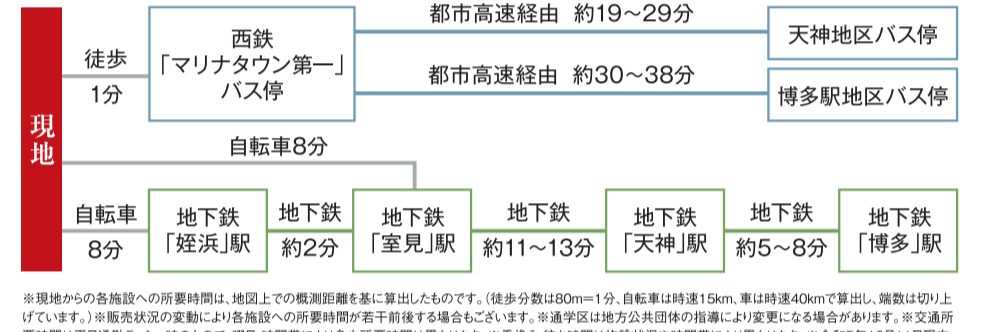 現地
徒歩
1分
西鉄
「マリナタウン第一」
バス停
都市高速経由 約19〜29分
天神地区バス停
都市高速経由 約30〜38分
博多駅地区バス停
自転車8分
自転車
8分
地下鉄
「姪浜」駅
地下鉄
約2分
地下鉄
「室見」駅
地下鉄
約11〜13分
地下鉄
「天神」駅
地下鉄
約5〜8分
地下鉄
「博多」駅
※現地からの各施設への所要時間は、地図上での概測距離を基に算出したものです。(徒歩分数は80m=1分、自転車は時速15km、車は時速40kmで算出し、端数は切り上
げています。)※販売状況の変動により各施設への所要時間が若干前後する場合もございます。※通学区は地方公共団体の指導により変更になる場合があります。※交通所